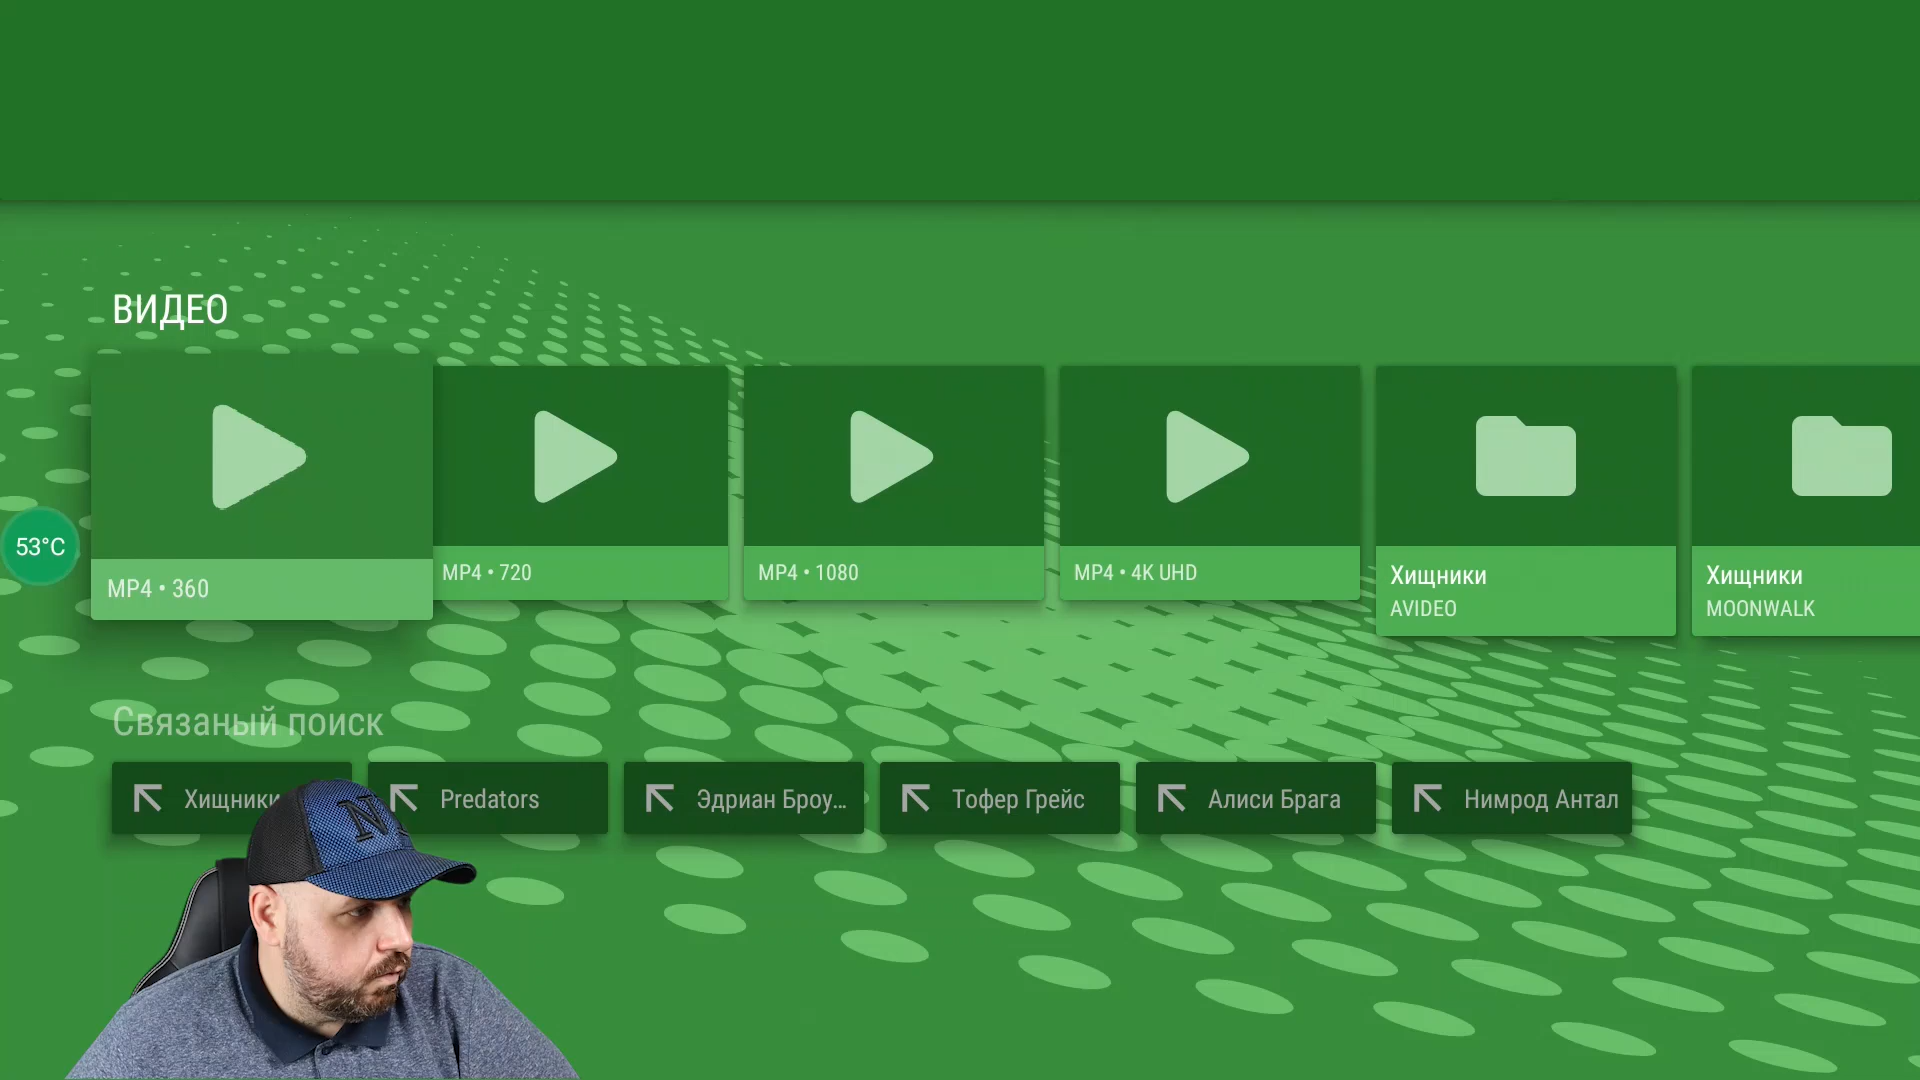 ВИДЕО
MP4 • 360
MP4 • 720
MP4 • 1080
MP4 • 4K UHD
Хищники
AVIDEO
Хищники
MOONWALK
53°C
Связаный поиск
Хищники
Predators
Эдриан Броу...
Тофер Грейс
Алиси Брага
Нимрод Антал
N